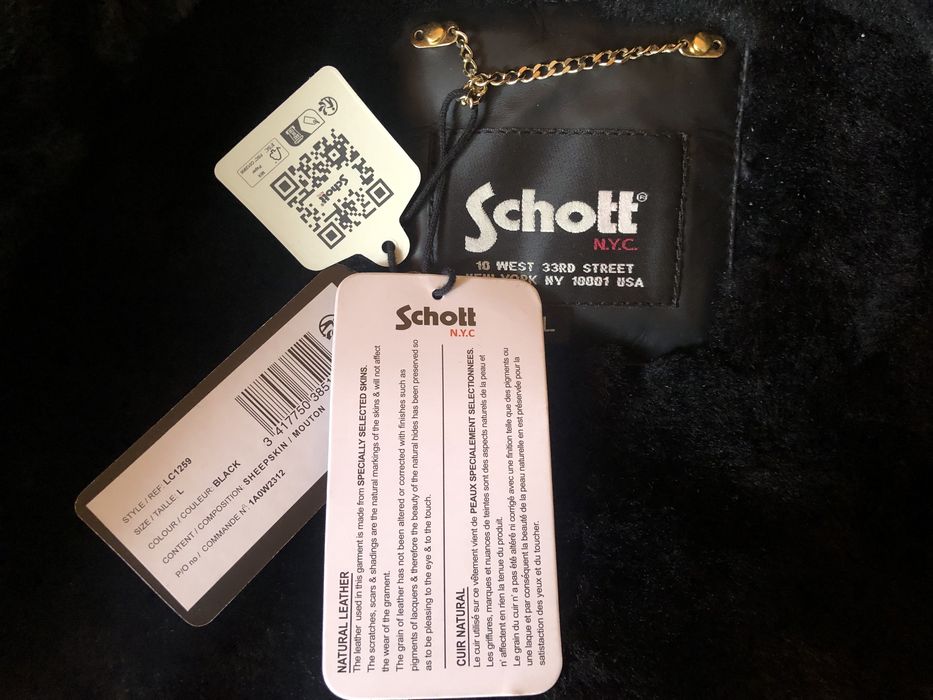 Schott®
N.Y.C.
10 WEST 33RD STREET
NEW YORK NY 10001 USA
L
Schott
Schott
N.Y.C
NATURAL LEATHER
The leather used in this garment is made from SPECIALLY SELECTED SKINS.
The scratches, scars & shadings are the natural markings of the skins & will not affect
the wear of the grament.
The grain of leather has not been altered or corrected with finishes such as
pigments of lacquers & therefore the beauty of the natural hides has been preserved so
as to be pleasing to the eye & to the touch.
CUIR NATURAL
Le cuir utilisé sur ce vêtement vient de PEAUX SPECIALEMENT SELECTIONNEES.
Les griffures, marques et nuances de teintes sont des aspects naturels de la peau et
n' affectent en rien la tenue du produit.
Le grain du cuir n' a pas été altéré ni corrigé avec une finition telle que des pigments ou
une laque et par conséquent la beauté de la peau naturelle en est préservée pour la
satistaction des yeux et du toucher.
3 417750 3851
STYLE / REF: LC1259
SIZE / TAILLE: L
COLOUR / COULEUR: BLACK
CONTENT / COMPOSITION: SHEEPSKIN / MOUTON
P/O no / COMMANDE N°: 1A0W2312